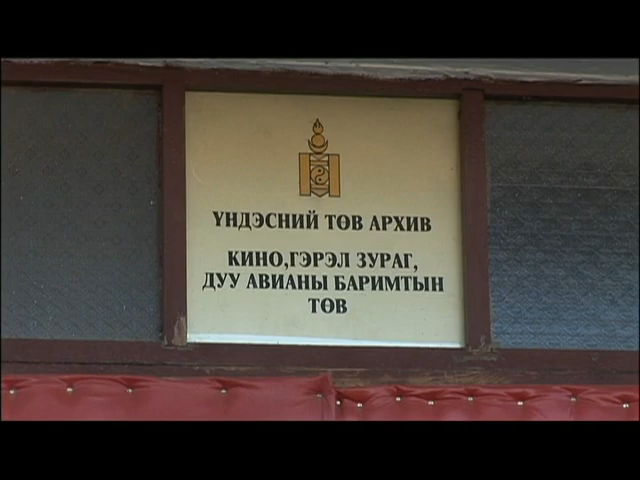 ҮНДЭСНИЙ ТӨВ АРХИВ
КИНО,ГЭРЭЛ ЗУРАГ,
ДУУ АВИАНЫ БАРИМТЫН
ТӨВ